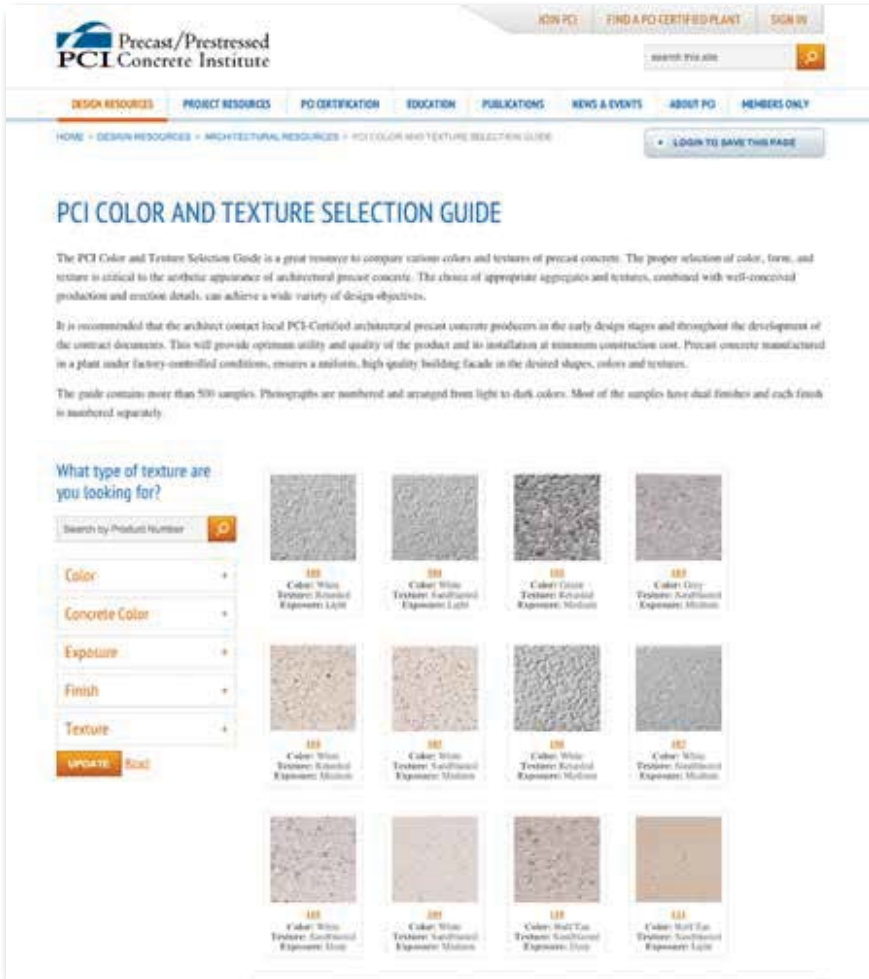 JOIN PCI FIND A PCI CERTIFIED PLANT SIGN IN
Precast/Prestressed
PCI Concrete Institute
search this site
DESIGN RESOURCES PROJECT RESOURCES PCI CERTIFICATION EDUCATION PUBLICATIONS NEWS & EVENTS ABOUT PCI MEMBERS ONLY
HOME > DESIGN RESOURCES > ARCHITECTURAL RESOURCES > PCI COLOR AND TEXTURE SELECTION GUIDE
LOGIN TO SAVE THIS PAGE
PCI COLOR AND TEXTURE SELECTION GUIDE
The PCI Color and Texture Selection Guide is a great resource to compare various colors and textures of precast concrete. The proper selection of color, form, and
texture is critical to the aesthetic appearance of architectural precast concrete. The choice of appropriate aggregates and textures, combined with well-conceived
production and erection details, can achieve a wide variety of design objectives.
It is recommended that the architect contact local PCI-Certified architectural precast concrete producers in the early design stages and throughout the development of
the contract documents. This will provide optimum utility and quality of the product and its installation at minimum construction cost. Precast concrete manufactured
in a plant under factory-controlled conditions, ensures a uniform, high quality building facade in the desired shapes, colors and textures.
The guide contains more than 500 samples. Photographs are numbered and arranged from light to dark colors. Most of the samples have dual finishes and each finish
is numbered separately.
What type of texture are
you looking for?
Search by Product Number
Color +
Concrete Color +
Exposure +
Finish +
Texture +
UPDATE Reset
Color: White Color: White Color: Green Color: Grey
Texture: Retarded Texture: Sandblasted Texture: Retarded Texture: Sandblasted
Exposure: Light Exposure: Light Exposure: Medium Exposure: Medium
Color: White Color: White Color: White Color: White
Texture: Retarded Texture: Sandblasted Texture: Retarded Texture: Sandblasted
Exposure: Medium Exposure: Medium Exposure: Medium Exposure: Medium
Color: White Color: White Color: Buff/Tan Color: Buff/Tan
Texture: Sandblasted Texture: Sandblasted Texture: Sandblasted Texture: Sandblasted
Exposure: Deep Exposure: Medium Exposure: Deep Exposure: Light